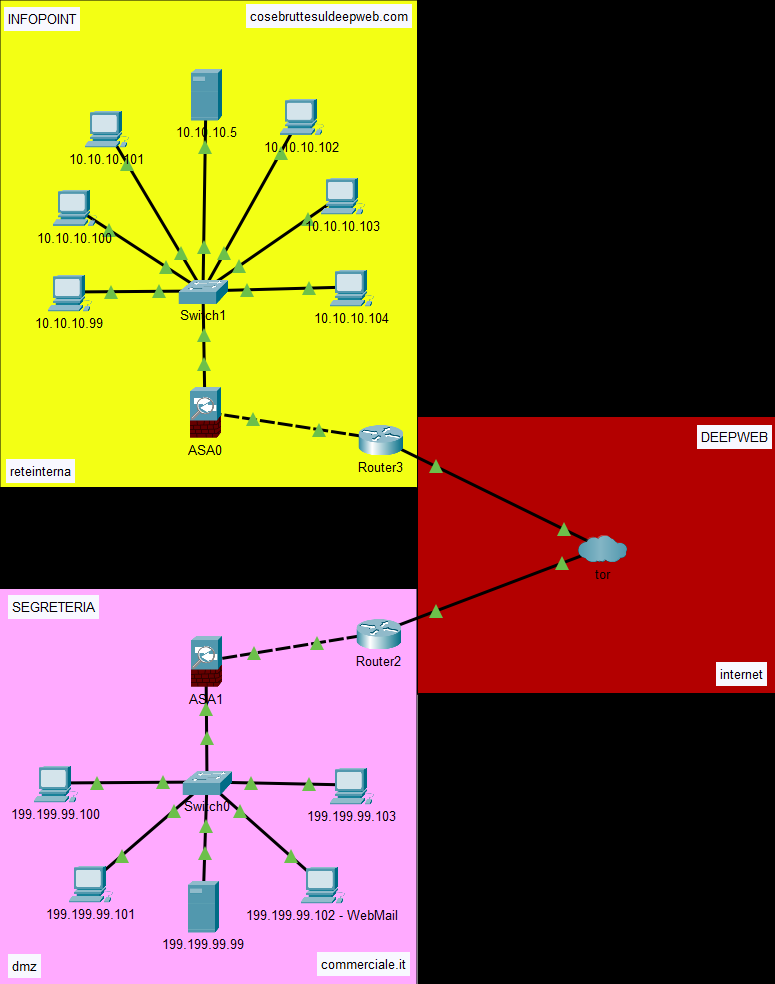 INFOPOINT
cosebruttesuldeepweb.com
10.10.10.5
10.10.10.101
10.10.10.102
10.10.10.100
10.10.10.103
10.10.10.99
Switch1
10.10.10.104
ASA0
Router3
reteinterna
DEEPWEB
tor
SEGRETERIA
Router2
internet
ASA1
Switch0
199.199.99.100
199.199.99.103
199.199.99.101
199.199.99.102 - WebMail
199.199.99.99
dmz
commerciale.it